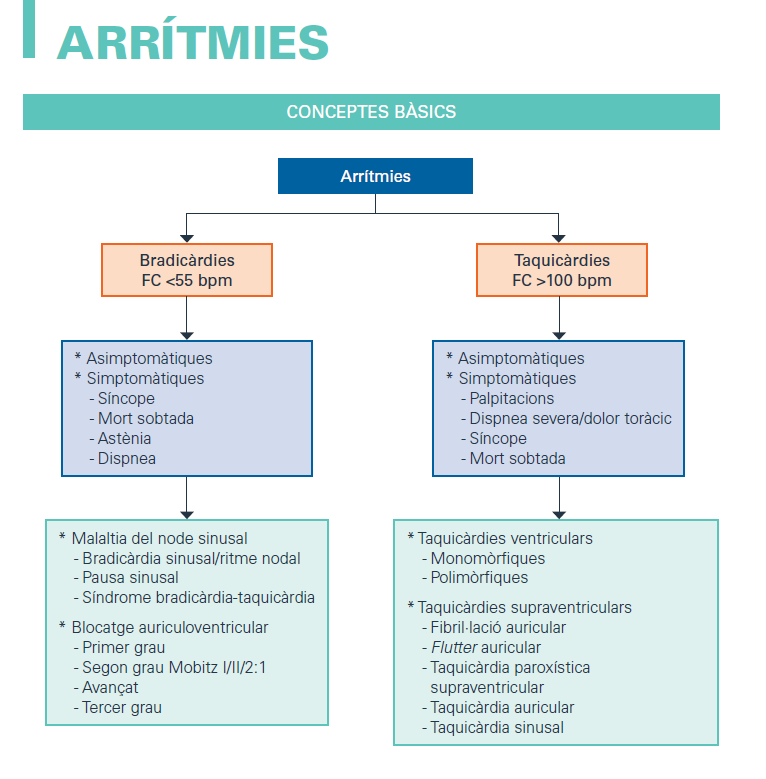 ARRÍTMIES
CONCEPTES BÀSICS
Arrítmies
Bradicàrdies
FC <55 bpm
Taquicàrdies
FC >100 bpm
* Asimptomàtiques
* Simptomàtiques
- Síncope
- Mort sobtada
- Astènia
- Dispnea
* Asimptomàtiques
* Simptomàtiques
- Palpitacions
- Dispnea severa/dolor toràcic
- Síncope
- Mort sobtada
* Malaltia del node sinusal
- Bradicàrdia sinusal/ritme nodal
- Pausa sinusal
- Síndrome bradicàrdia-taquicàrdia
* Blocatge auriculoventricular
- Primer grau
- Segon grau Mobitz I/II/2:1
- Avançat
- Tercer grau
* Taquicàrdies ventriculars
- Monomòrfiques
- Polimòrfiques
* Taquicàrdies supraventriculars
- Fibril·lació auricular
- Flutter auricular
- Taquicàrdia paroxística
supraventricular
- Taquicàrdia auricular
- Taquicàrdia sinusal